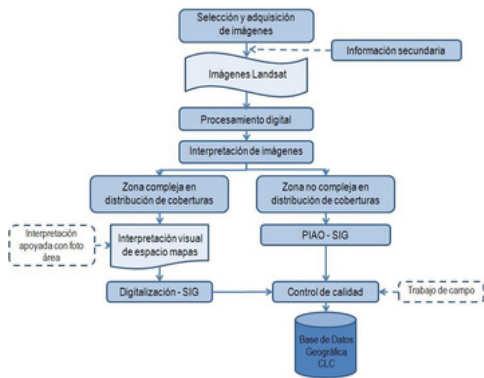 Selección y adquisición
de imágenes
Información secundaria
Imágenes Landsat
Procesamiento digital
Interpretación de imágenes
Zona compleja en
distribución de coberturas
Zona no compleja en
distribución de coberturas
Interpretación
apoyada con foto
área
Interpretación visual
de espacio mapas
PIAO - SIG
Digitalización - SIG
Control de calidad
Trabajo de campo
Base de Datos
Geográfica
CLC